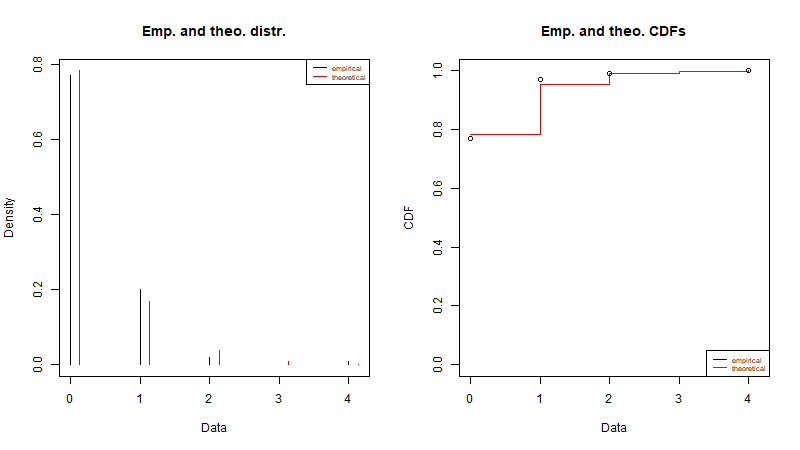 Emp. and theo. distr.
Density
0.0 0.2 0.4 0.6 0.8
0 1 2 3 4
Data
empirical
theoretical
Emp. and theo. CDFs
CDF
0.0 0.2 0.4 0.6 0.8 1.0
0 1 2 3 4
Data
empirical
theoretical